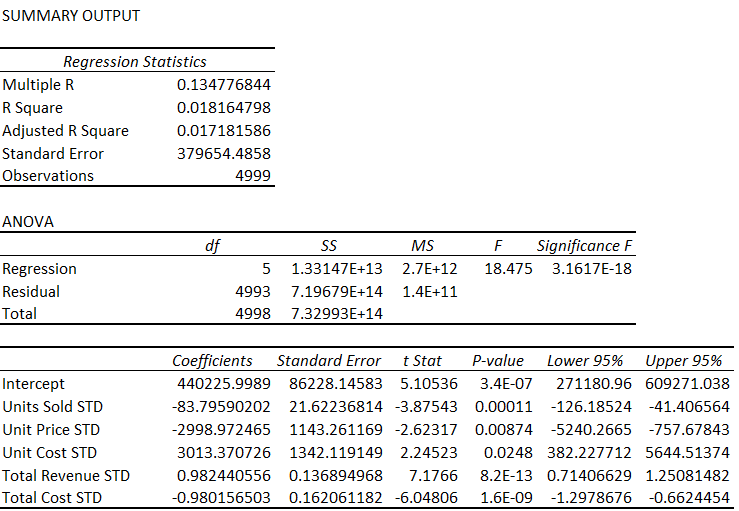 SUMMARY OUTPUT
Regression Statistics
Multiple R 0.134776844
R Square 0.018164798
Adjusted R Square 0.017181586
Standard Error 379654.4858
Observations 4999
ANOVA
df SS MS F Significance F
Regression 5 1.33147E+13 2.7E+12 18.475 3.1617E-18
Residual 4993 7.19679E+14 1.4E+11
Total 4998 7.32993E+14
Coefficients Standard Error t Stat P-value Lower 95% Upper 95%
Intercept 440225.9989 86228.14583 5.10536 3.4E-07 271180.96 609271.038
Units Sold STD -83.79590202 21.62236814 -3.87543 0.00011 -126.18524 -41.406564
Unit Price STD -2998.972465 1143.261169 -2.62317 0.00874 -5240.2665 -757.67843
Unit Cost STD 3013.370726 1342.119149 2.24523 0.0248 382.227712 5644.51374
Total Revenue STD 0.982440556 0.136894968 7.1766 8.2E-13 0.71406629 1.25081482
Total Cost STD -0.980156503 0.162061182 -6.04806 1.6E-09 -1.2978676 -0.6624454